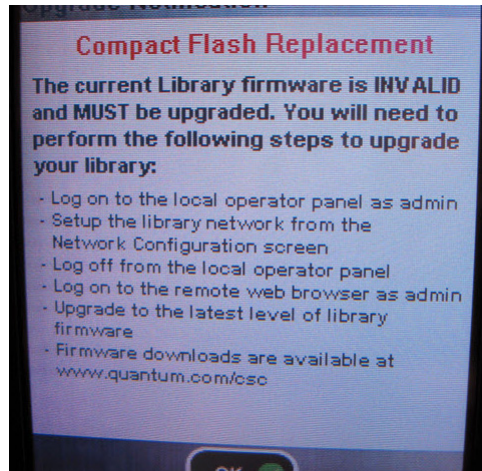 Upgrade Notification
Compact Flash Replacement
The current Library firmware is INVALID
and MUST be upgraded. You will need to
perform the following steps to upgrade
your library:
- Log on to the local operator panel as admin
- Setup the library network from the
Network Configuration screen
- Log off from the local operator panel
- Log on to the remote web browser as admin
- Upgrade to the latest level of library
firmware
- Firmware downloads are available at
www.quantum.com/csc
OK